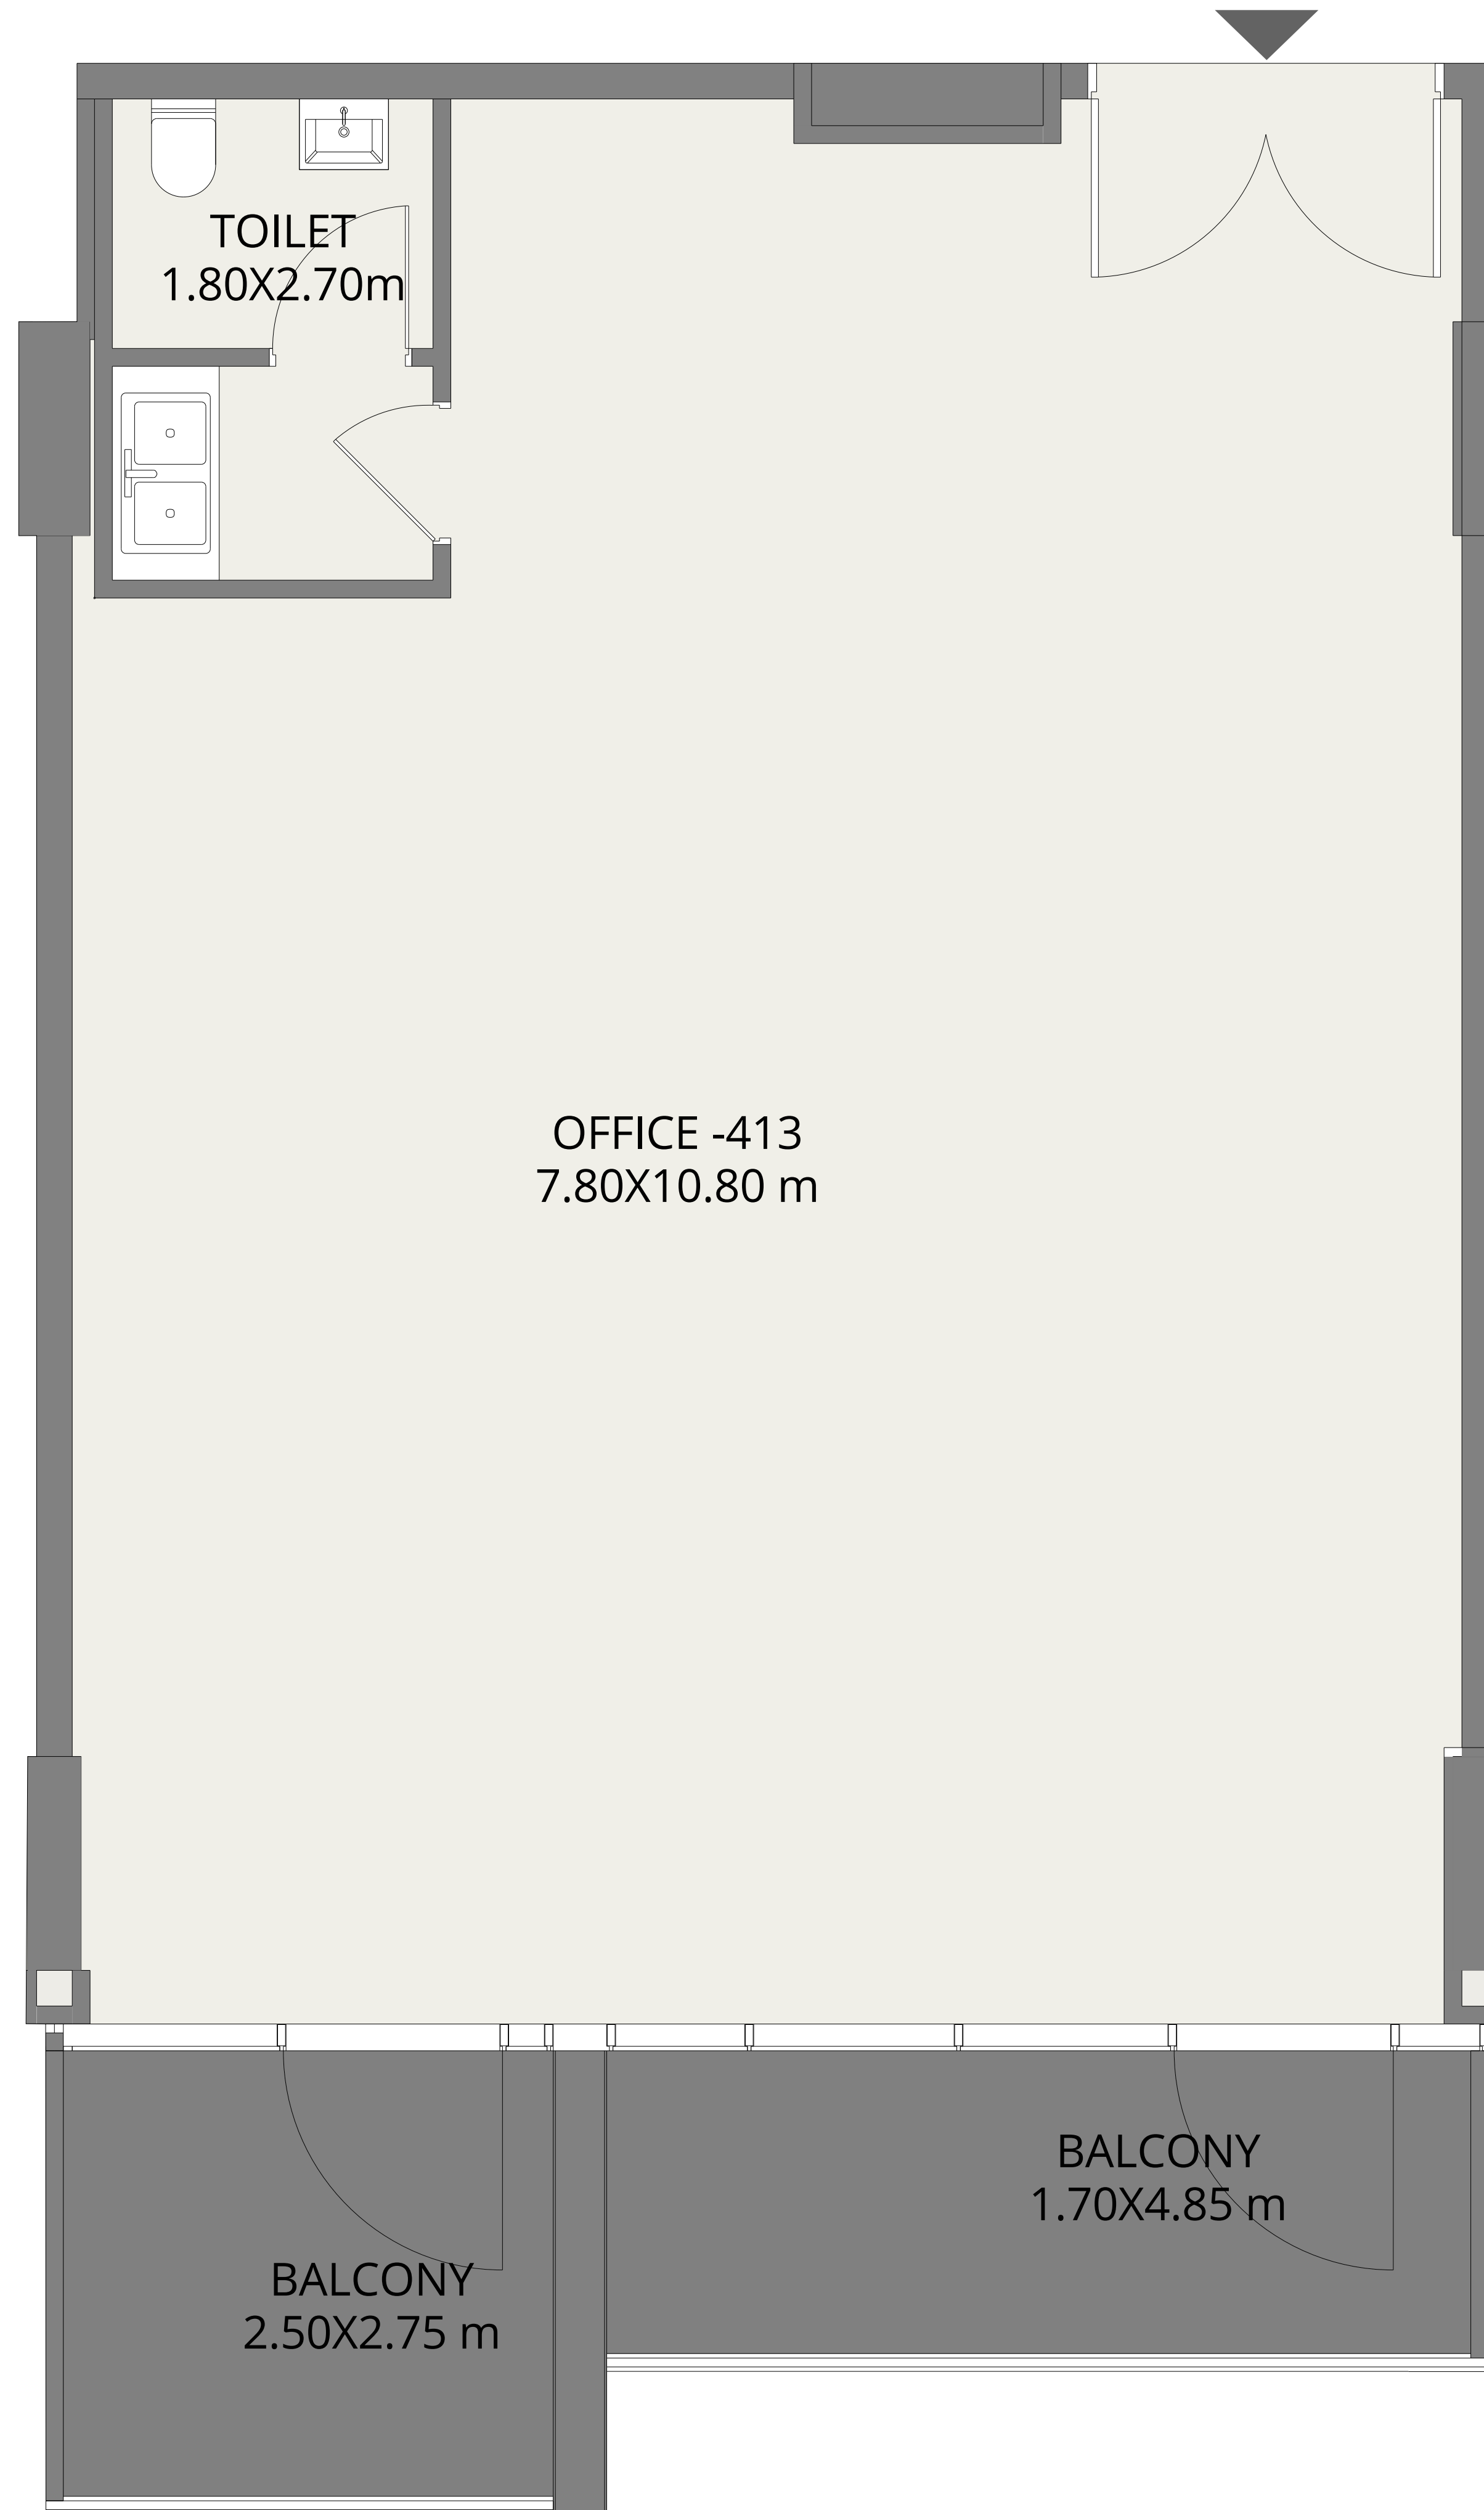 TOILET
1.80X2.70m
OFFICE -413
7.80X10.80 m
BALCONY
1.70X4.85 m
BALCONY
2.50X2.75 m